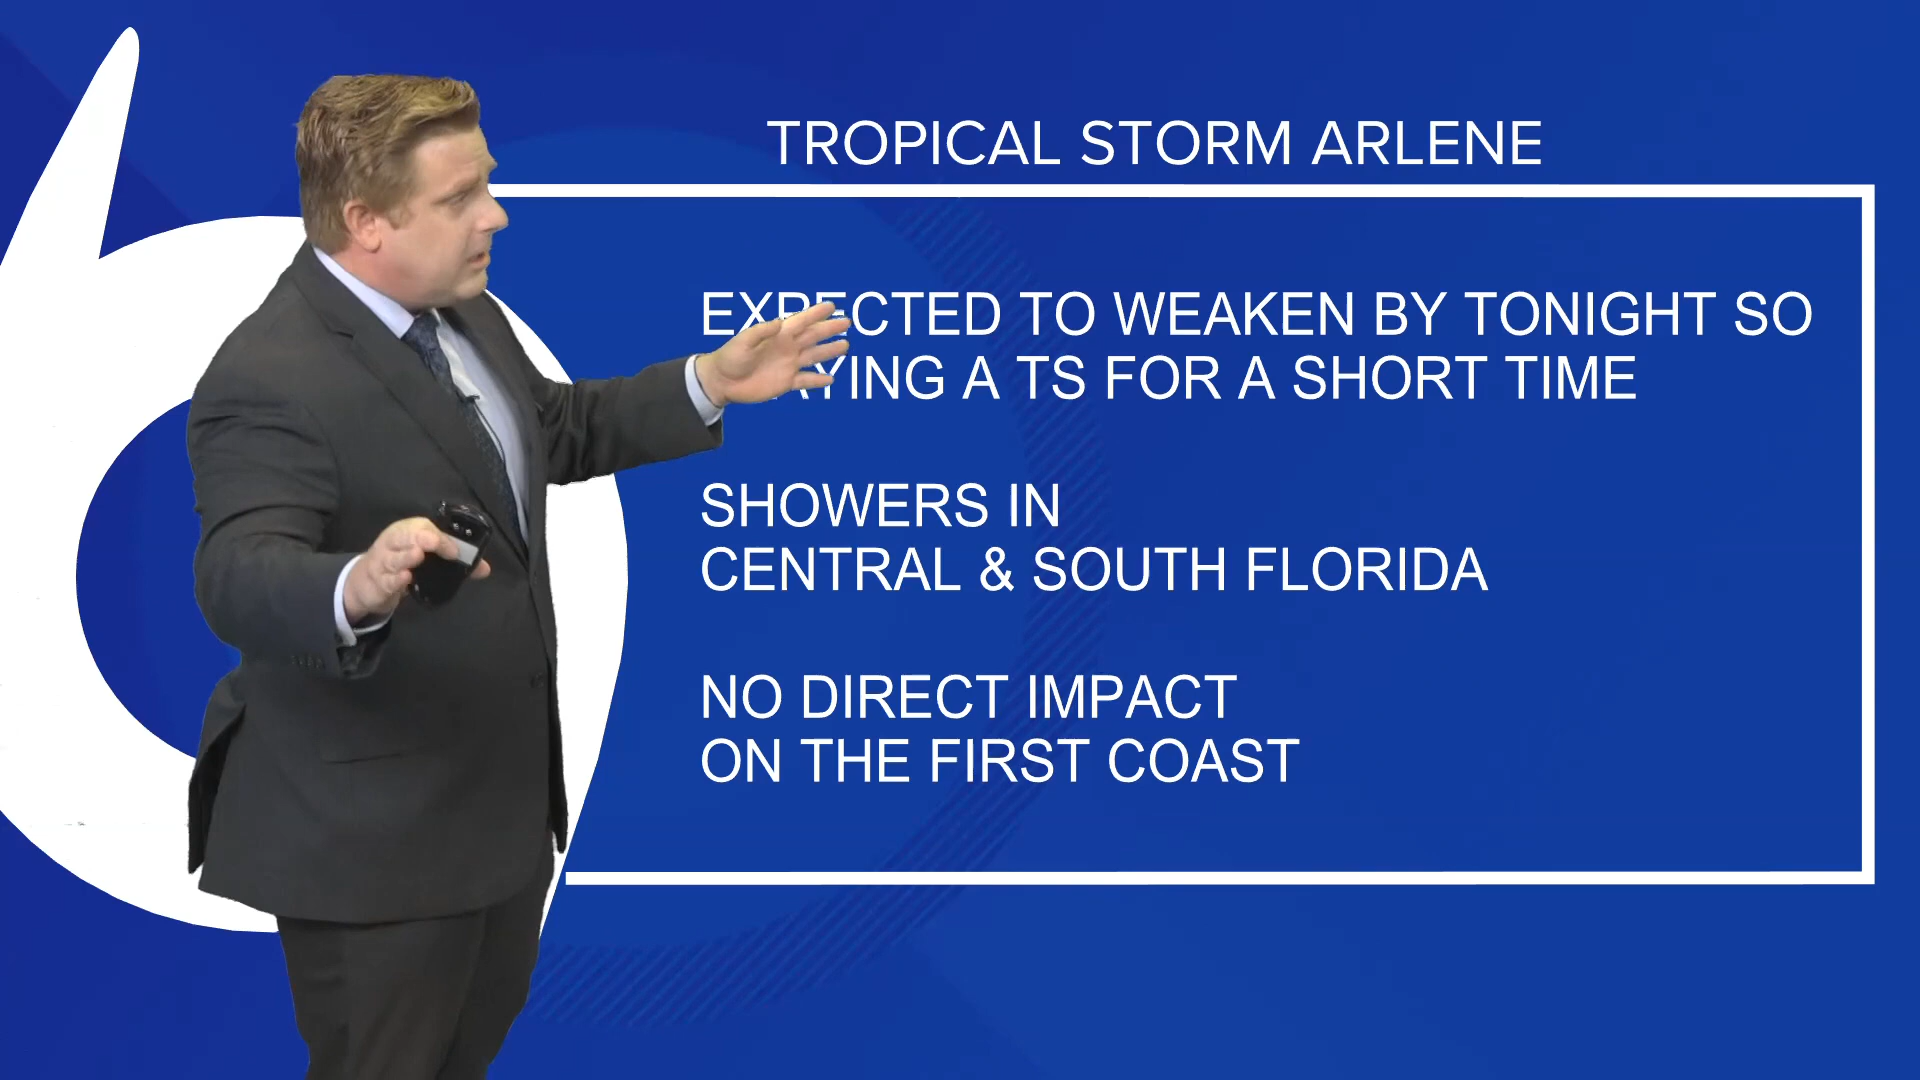 TROPICAL STORM ARLENE
EXPECTED TO WEAKEN BY TONIGHT SO
A TS FOR A SHORT TIME
SHOWERS IN
CENTRAL & SOUTH FLORIDA
NO DIRECT IMPACT
ON THE FIRST COAST